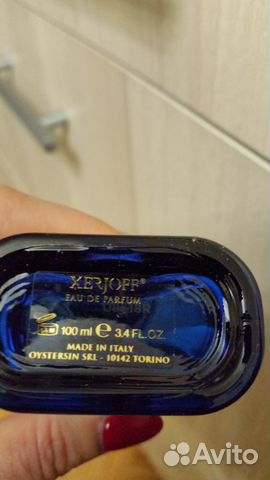 XERJOFF®
EAU DE PARFUM
100 ml ℮ 3.4 FL.OZ.
MADE IN ITALY
OYSTERSIN SRL - 10142 TORINO
Avito